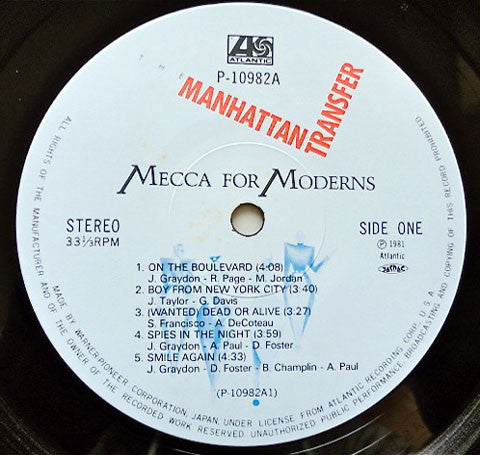 ATLANTIC
P-10982A
THE
MANHATTAN
TRANSFER
MECCA FOR MODERNS
STEREO
33⅓RPM
SIDE ONE
Ⓟ 1981
Atlantic
JASRAC
1. ON THE BOULEVARD (4:08)
J. Graydon - R. Page - M. Jordan
2. BOY FROM NEW YORK CITY (3:40)
J. Taylor - G. Davis
3. (WANTED) DEAD OR ALIVE (3:27)
S. Francisco - A. DeCoteau
4. SPIES IN THE NIGHT (3:59)
J. Graydon - A. Paul - D. Foster
5. SMILE AGAIN (4:33)
J. Graydon - D. Foster - B. Champlin - A. Paul
(P-10982A1)
ALL RIGHTS OF THE MANUFACTURER AND OF THE OWNER OF THE RECORDED WORK RESERVED. UNAUTHORIZED PUBLIC PERFORMANCE BROADCASTING AND COPYING OF THIS RECORD PROHIBITED
MADE BY WARNER-PIONEER CORPORATION, JAPAN, UNDER LICENSE FROM ATLANTIC RECORDING CORP., U.S.A.